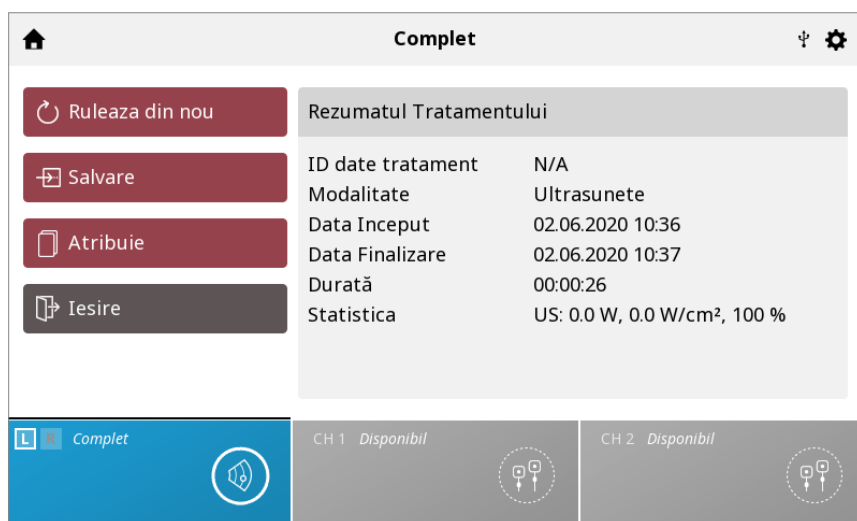 Complet
Ruleaza din nou
Salvare
Atribuie
Iesire
Rezumatul Tratamentului
ID date tratament N/A
Modalitate Ultrasunete
Data Inceput 02.06.2020 10:36
Data Finalizare 02.06.2020 10:37
Durată 00:00:26
Statistica US: 0.0 W, 0.0 W/cm², 100 %
L R Complet
CH 1 Disponibil
CH 2 Disponibil